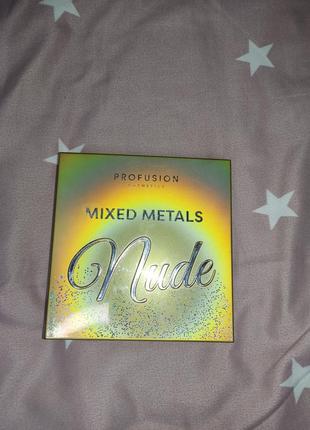 PROFUSION
COSMETICS
MIXED METALS
Nude